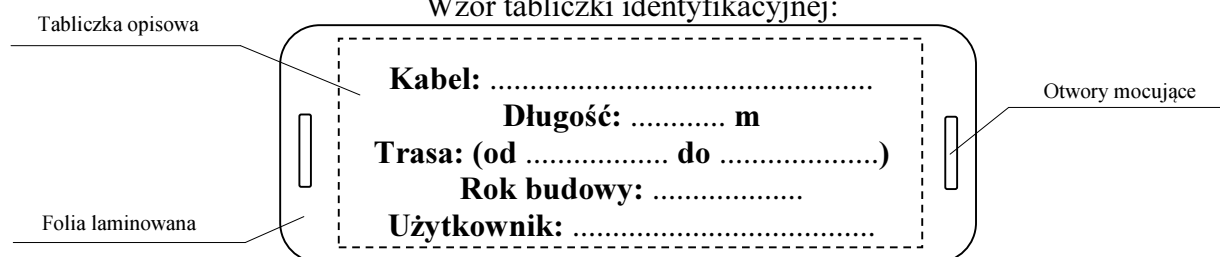 Wzór tabliczki identyfikacyjnej:
Tabliczka opisowa
Kabel: ...............................................
Długość: ............ m
Otwory mocujące
Trasa: (od .................. do ....................)
Rok budowy: ...................
Folia laminowana
Użytkownik: ......................................